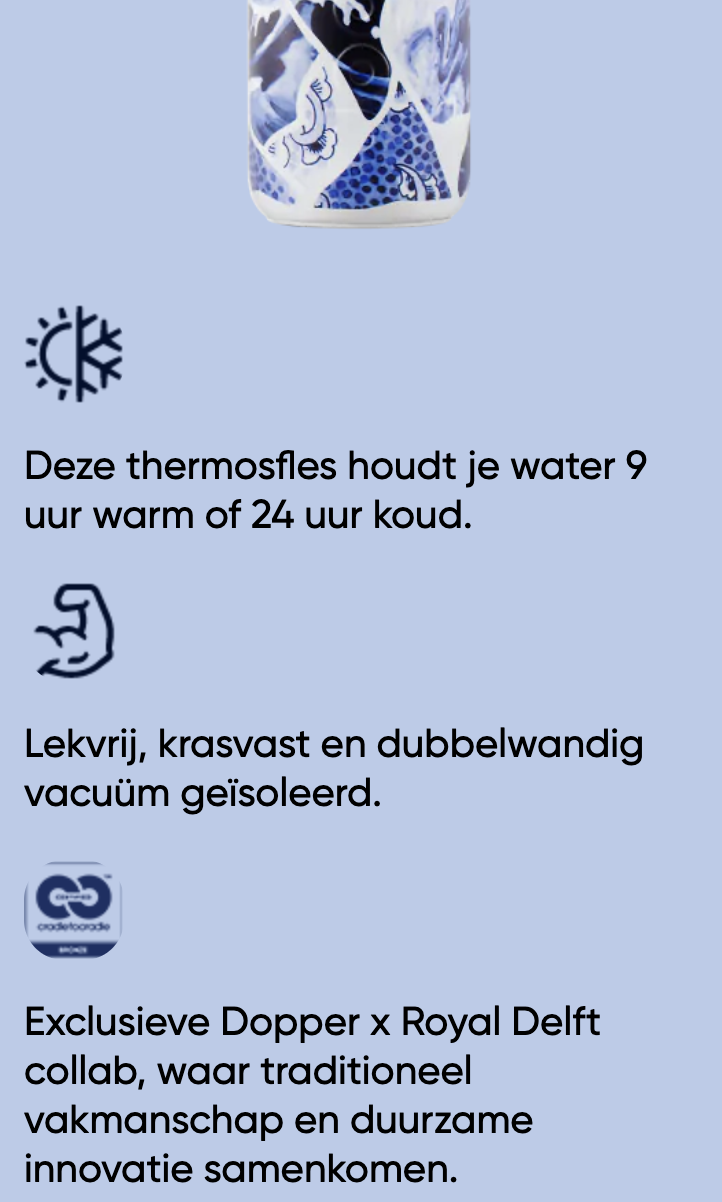 Deze thermosfles houdt je water 9
uur warm of 24 uur koud.
Lekvrij, krasvast en dubbelwandig
vacuüm geïsoleerd.
CERTIFIED
cradletocradle
BRONZE
Exclusieve Dopper x Royal Delft
collab, waar traditioneel
vakmanschap en duurzame
innovatie samenkomen.